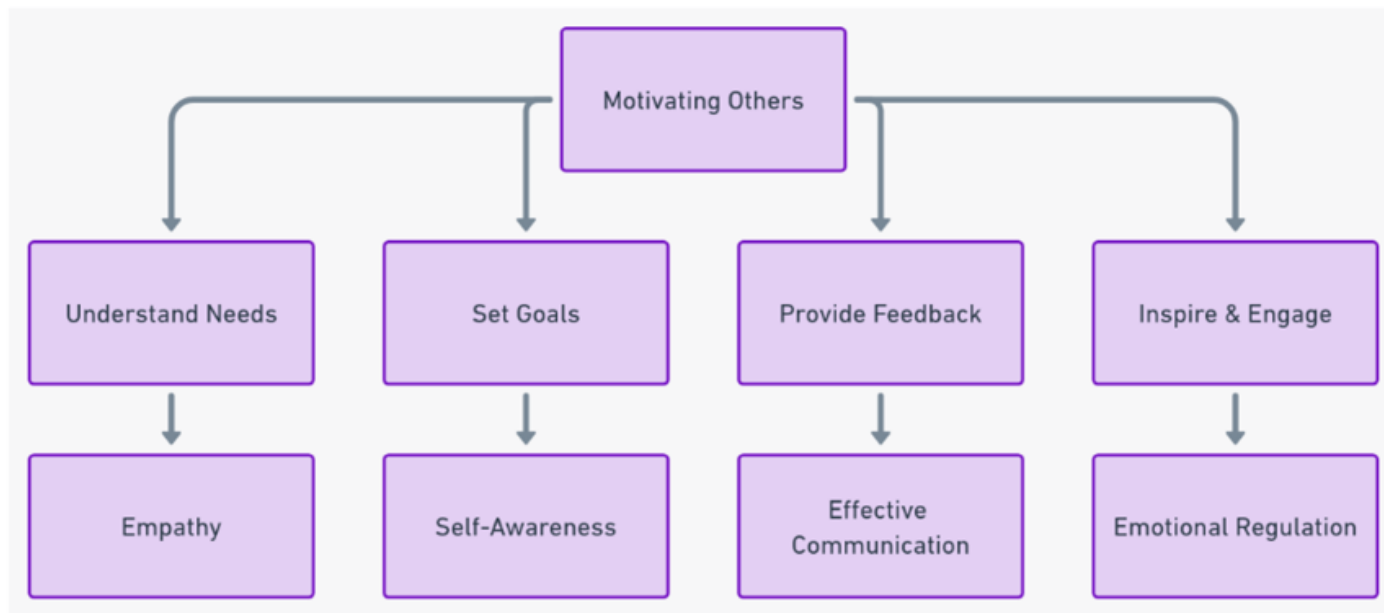 Motivating Others
Understand Needs
Set Goals
Provide Feedback
Inspire & Engage
Empathy
Self-Awareness
Effective
Communication
Emotional Regulation